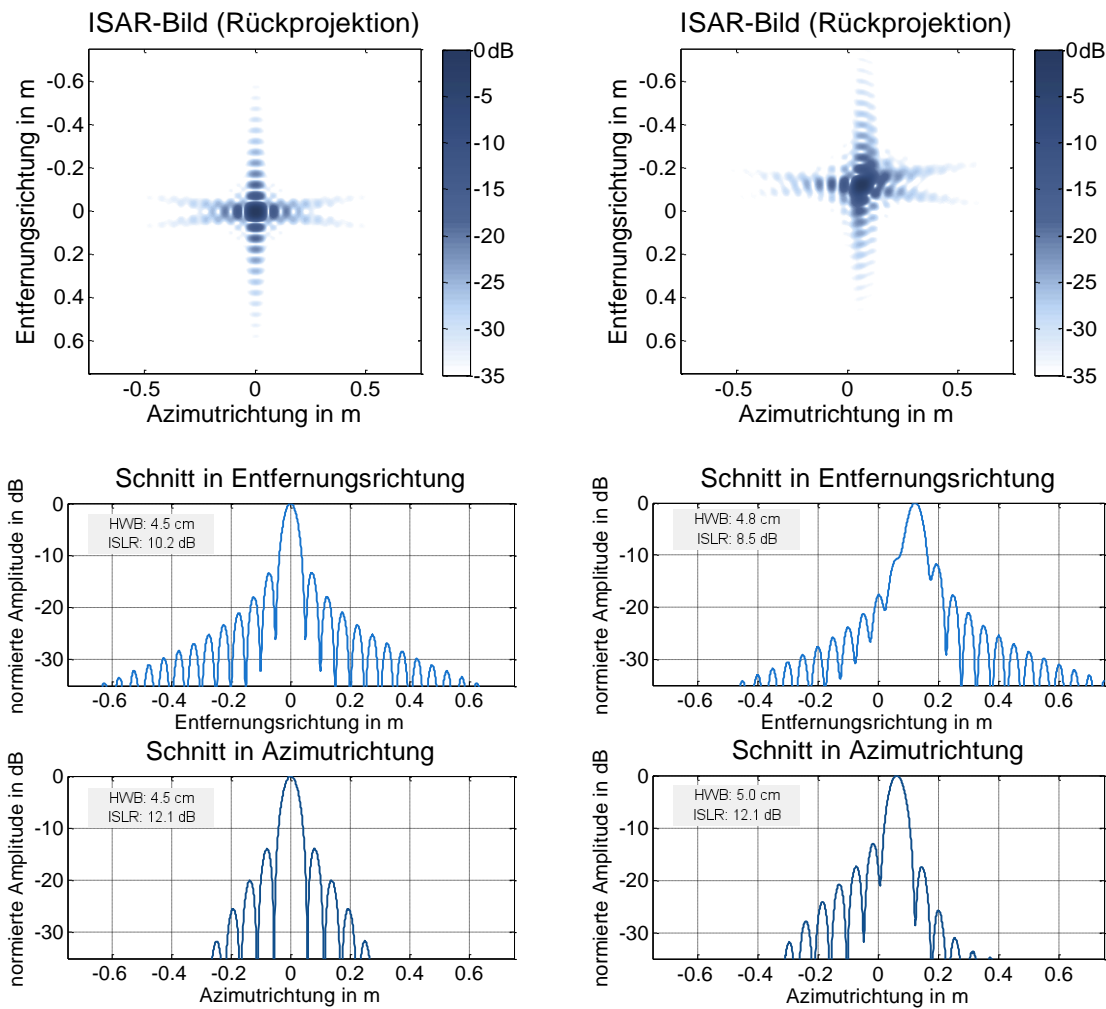 ISAR-Bild (Rückprojektion)
0 dB
-5
-10
-15
-20
-25
-30
-35
-0.6
-0.4
-0.2
0
0.2
0.4
0.6
Entfernungsrichtung in m
-0.5
0
0.5
Azimutrichtung in m
ISAR-Bild (Rückprojektion)
0 dB
-5
-10
-15
-20
-25
-30
-35
-0.6
-0.4
-0.2
0
0.2
0.4
0.6
Entfernungsrichtung in m
-0.5
0
0.5
Azimutrichtung in m
Schnitt in Entfernungsrichtung
normierte Amplitude in dB
0
-10
-20
-30
HWB: 4.5 cm
ISLR: 10.2 dB
-0.6
-0.4
-0.2
0
0.2
0.4
0.6
Entfernungsrichtung in m
Schnitt in Entfernungsrichtung
normierte Amplitude in dB
0
-10
-20
-30
HWB: 4.8 cm
ISLR: 8.5 dB
-0.6
-0.4
-0.2
0
0.2
0.4
0.6
Entfernungsrichtung in m
Schnitt in Azimutrichtung
normierte Amplitude in dB
0
-10
-20
-30
HWB: 4.5 cm
ISLR: 12.1 dB
-0.6
-0.4
-0.2
0
0.2
0.4
0.6
Azimutrichtung in m
Schnitt in Azimutrichtung
normierte Amplitude in dB
0
-10
-20
-30
HWB: 5.0 cm
ISLR: 12.1 dB
-0.6
-0.4
-0.2
0
0.2
0.4
0.6
Azimutrichtung in m